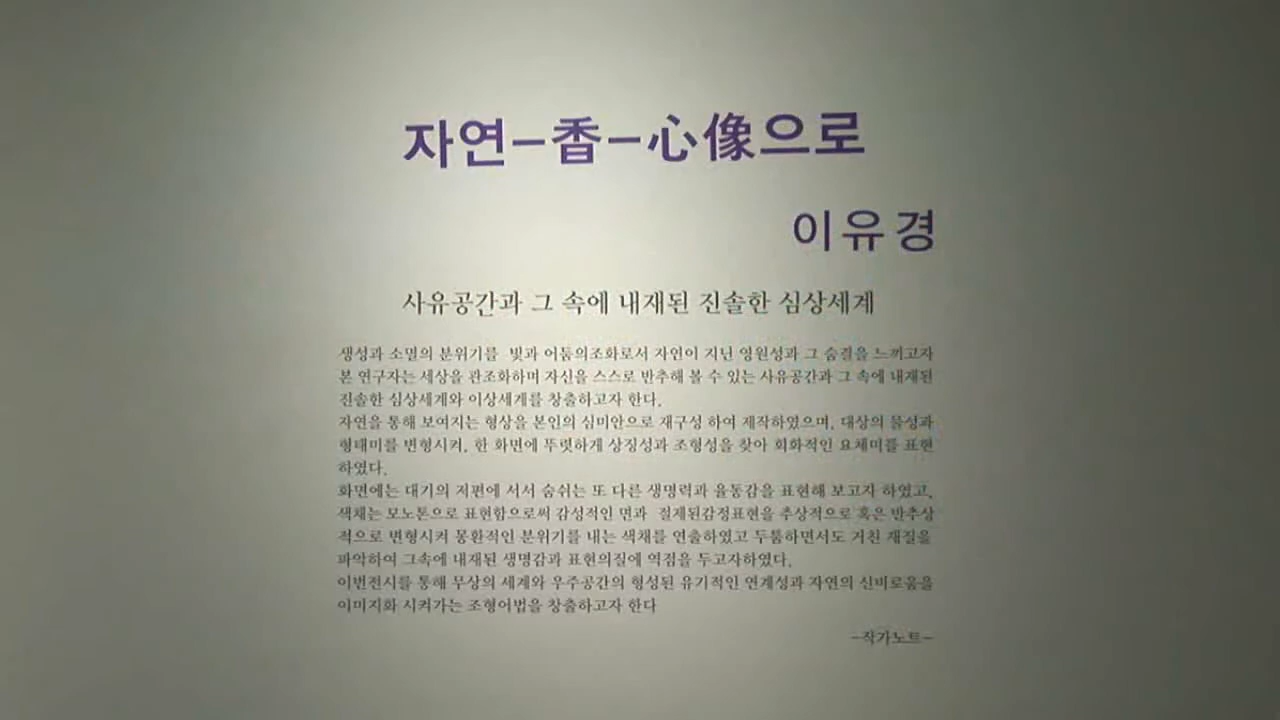 자연-香-心像으로
이유경
사유공간과 그 속에 내재된 진솔한 심상세계
생성과 소멸의 분위기를 빛과 어둠의조화로서 자연이 지닌 영원성과 그 숨결을 느끼고자
본 연구자는 세상을 관조화하며 자신을 스스로 반추해 볼 수 있는 사유공간과 그 속에 내재된
진솔한 심상세계와 이상세계를 창출하고자 한다.
자연을 통해 보여지는 형상을 본인의 심미안으로 재구성 하여 제작하였으며, 대상의 물성과
형태미를 변형시켜, 한 화면에 뚜렷하게 상징성과 조형성을 찾아 회화적인 요체미를 표현
하였다.
화면에는 대기의 저편에 서서 숨쉬는 또 다른 생명력과 율동감을 표현해 보고자 하였고,
색채는 모노톤으로 표현함으로써 감성적인 면과 절제된감정표현을 추상적으로 혹은 반추상
적으로 변형시켜 몽환적인 분위기를 내는 색채를 연출하였고 두툼하면서도 거친 재질을
파악하여 그속에 내재된 생명감과 표현의질에 역점을 두고자하였다.
이번전시를 통해 무상의 세계와 우주공간의 형성된 유기적인 연계성과 자연의 신비로움을
이미지화 시켜가는 조형어법을 창출하고자 한다
-작가노트-